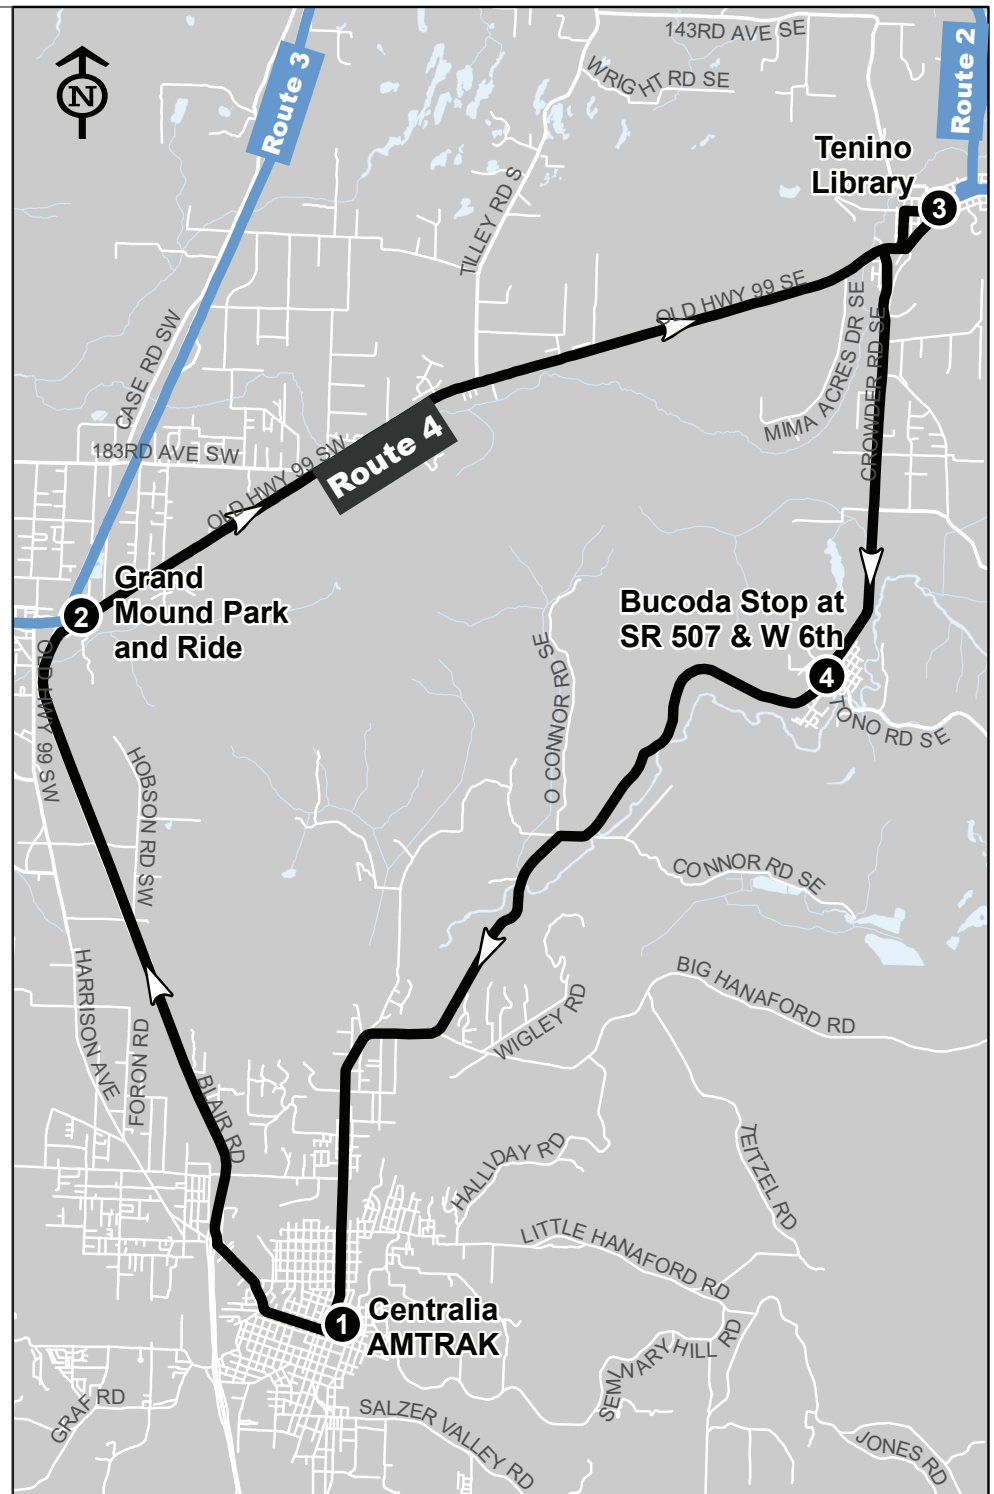 143RD AVE SE
WRIGHT RD SE
Route 3
Route 2
N
Tenino
Library
3
TILLEY RD S
OLD HWY 99 SE
CASE RD SW
MIMA ACRES DR SE
CROWDER RD SE
183RD AVE SW
OLD HWY 99 SW
Route 4
Grand
Mound Park
and Ride
2
Bucoda Stop at
SR 507 & W 6th
4
TONO RD SE
OLD HWY 99 SW
O CONNOR RD SE
HOBSON RD SW
CONNOR RD SE
HARRISON AVE
BIG HANAFORD RD
WIGLEY RD
FORON RD
BLAIR RD
HALLIDAY RD
TEITZEL RD
LITTLE HANAFORD RD
1
Centralia
AMTRAK
SEMINARY HILL RD
GRAF RD
SALZER VALLEY RD
JONES RD